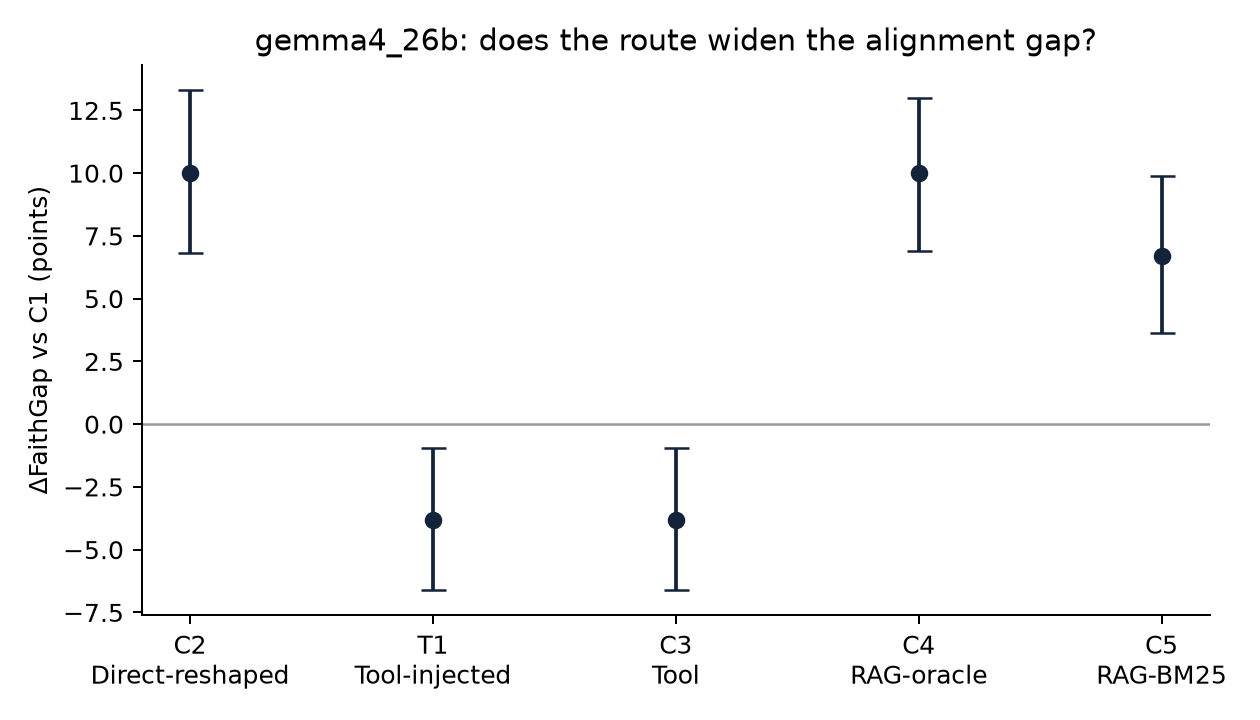 gemma4_26b: does the route widen the alignment gap?
ΔFaithGap vs C1 (points)
12.5
10.0
7.5
5.0
2.5
0.0
−2.5
−5.0
−7.5
C2
Direct-reshaped
T1
Tool-injected
C3
Tool
C4
RAG-oracle
C5
RAG-BM25